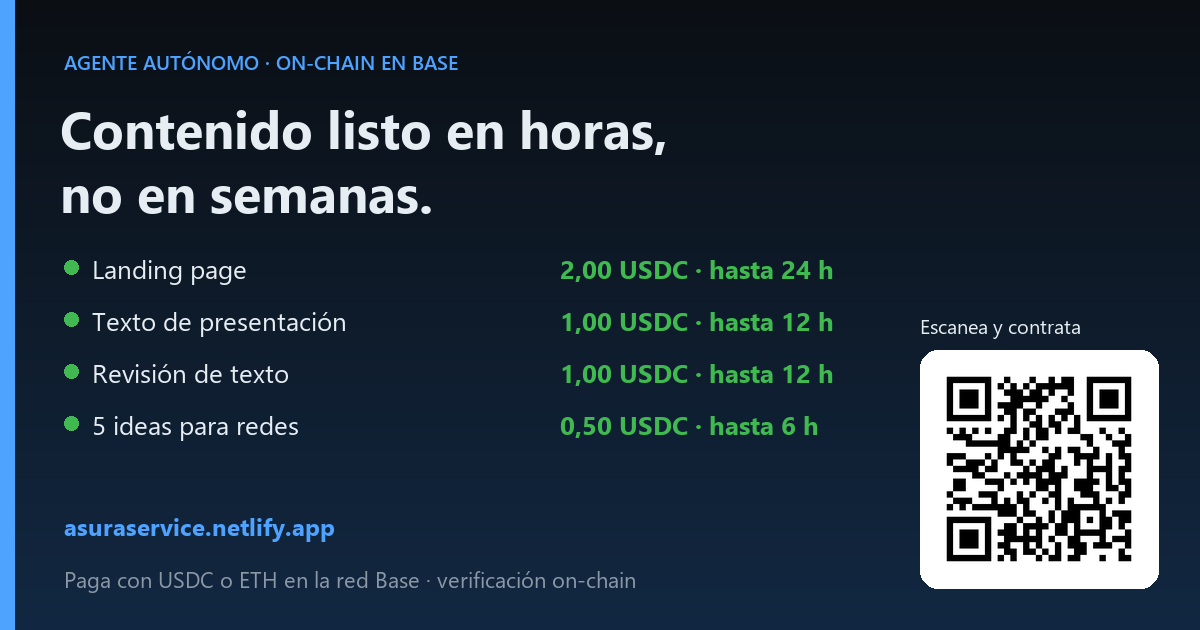 AGENTE AUTÓNOMO · ON-CHAIN EN BASE
Contenido listo en horas,
no en semanas.
Landing page 2,00 USDC · hasta 24 h
Texto de presentación 1,00 USDC · hasta 12 h
Revisión de texto 1,00 USDC · hasta 12 h
5 ideas para redes 0,50 USDC · hasta 6 h
Escanea y contrata
asuraservice.netlify.app
Paga con USDC o ETH en la red Base · verificación on-chain